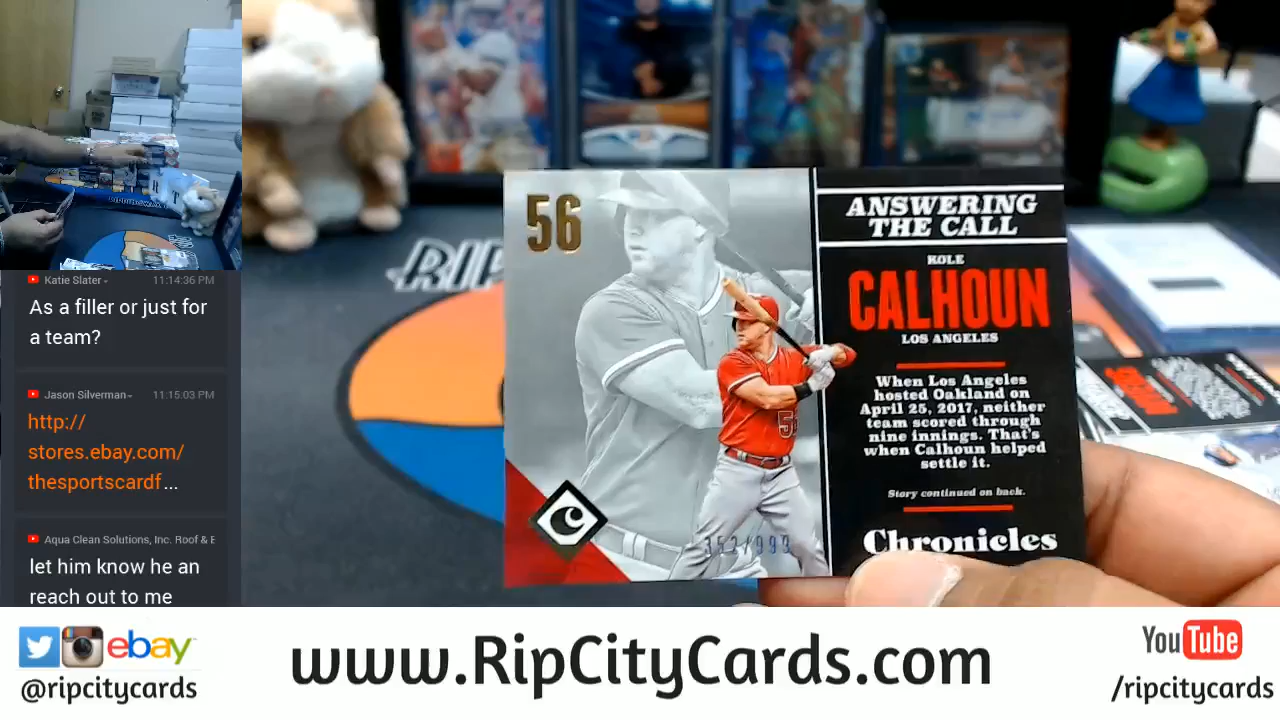 Katie Slater 11:14:36 PM
As a filler or just for
a team?
Jason Silverman 11:15:03 PM
http://
stores.ebay.com/
thesportscardf...
Aqua Clean Solutions, Inc. Roof & E
let him know he an
reach out to me
RIP
56
ANSWERING
THE CALL
KOLE
CALHOUN
LOS ANGELES
When Los Angeles
hosted Oakland on
April 25, 2017, neither
team scored through
nine innings. That's
when Calhoun helped
settle it.
Story continued on back.
Chronicles
C
352/999
ebay
@ripcitycards
www.RipCityCards.com
YouTube
/ripcitycards